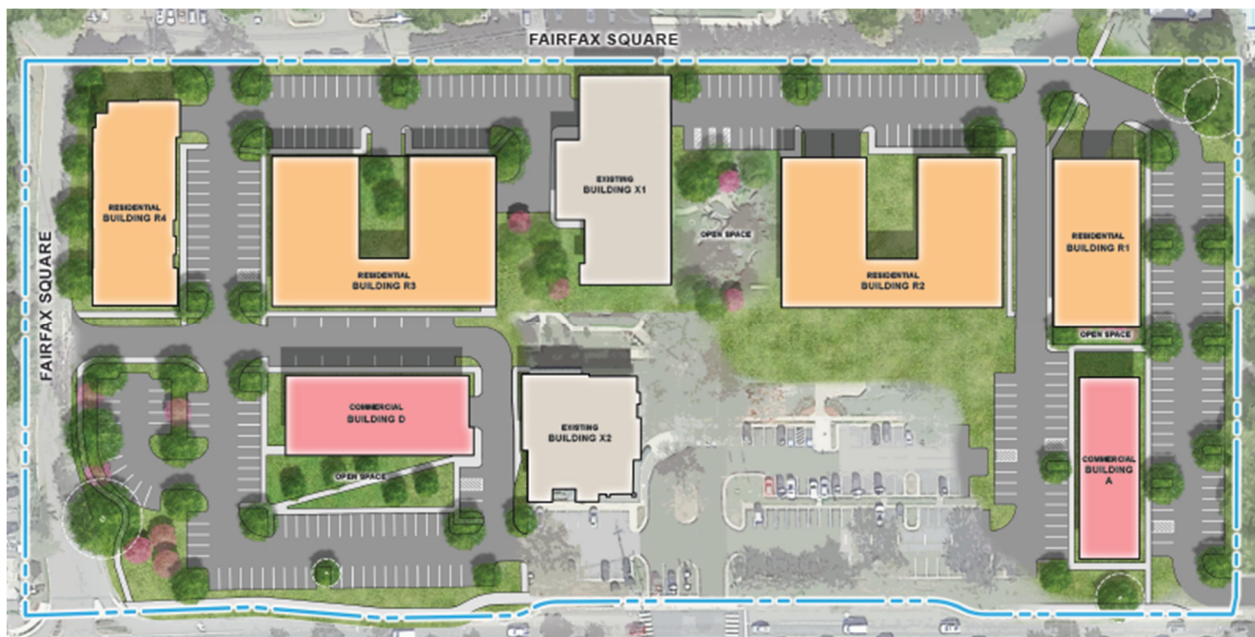 FAIRFAX SQUARE
RESIDENTIAL
BUILDING R4
FAIRFAX SQUARE
RESIDENTIAL
BUILDING R3
EXISTING
BUILDING X1
OPEN SPACE
RESIDENTIAL
BUILDING R2
RESIDENTIAL
BUILDING R1
OPEN SPACE
COMMERCIAL
BUILDING D
OPEN SPACE
EXISTING
BUILDING X2
COMMERCIAL
BUILDING
A